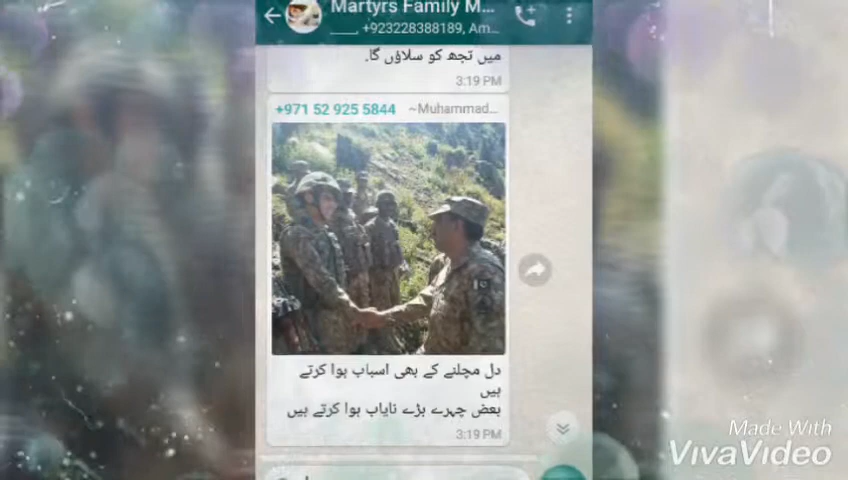 Martyrs Family M...
+923228388189, Am...
میں تجھ کو سلاؤں گا۔
3:19 PM
+971 52 925 5844 ~Muhammad...
دل مچلنے کے بھی اسباب ہوا کرتے
ہیں
بعض چہرے بڑے نایاب ہوا کرتے ہیں
3:19 PM
Made With
VivaVideo